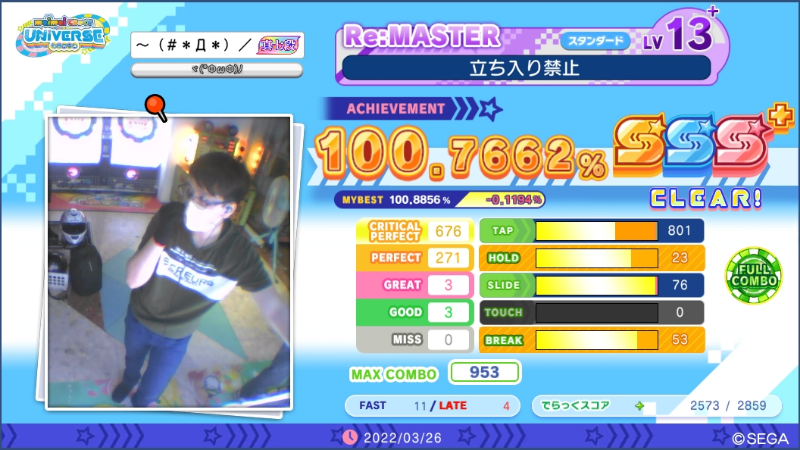 maimai でらっくす
UNiVERSE
～（＃＊Д＊）／
ヾ(°ΦωΦ)ﾉ
Re:MASTER
スタンダード
LV 13+
立ち入り禁止
ACHIEVEMENT
100.7662%
SSS+
MYBEST 100.8856% -0.1194%
CLEAR!
CRITICAL PERFECT 676
PERFECT 271
GREAT 3
GOOD 3
MISS 0
TAP 801
HOLD 23
SLIDE 76
TOUCH 0
BREAK 53
FULL COMBO
MAX COMBO 953
FAST 11 / LATE 4
でらっくスコア 2573 / 2859
2022/03/26
©SEGA